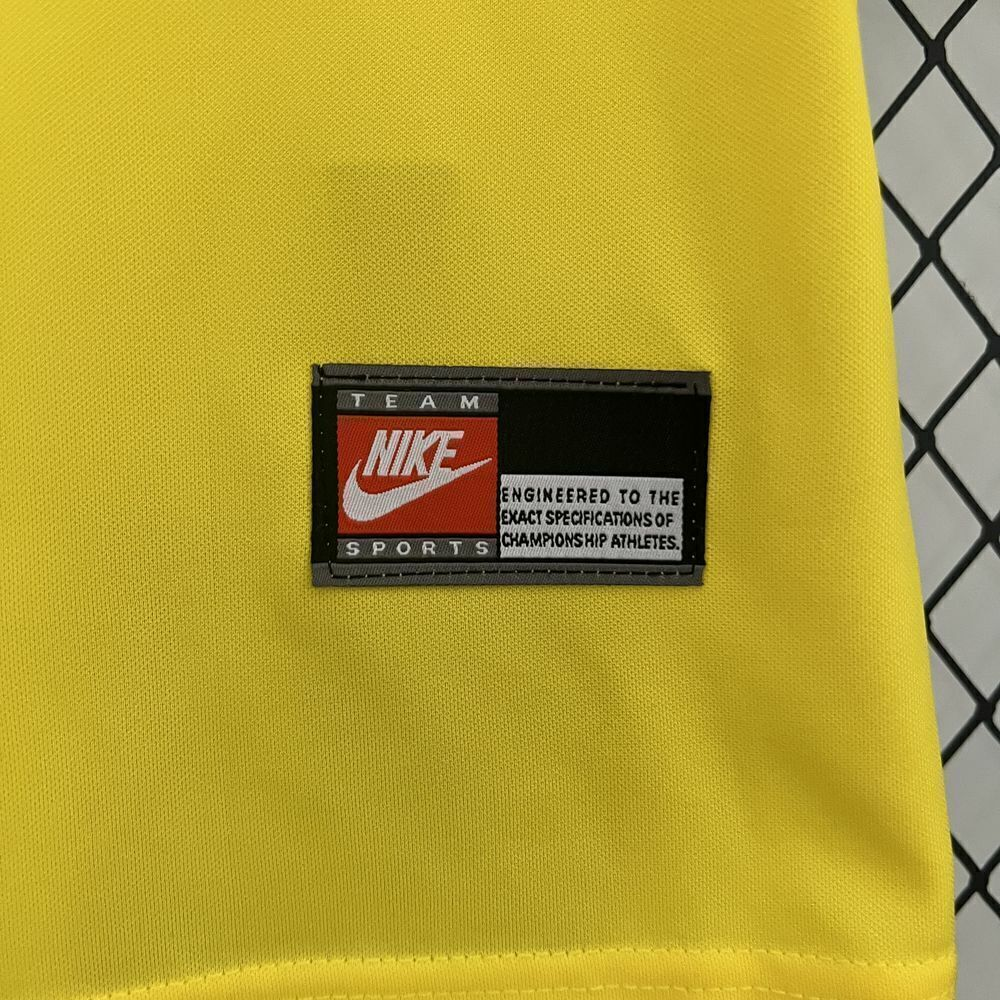 TEAM
NIKE
SPORTS
ENGINEERED TO THE
EXACT SPECIFICATIONS OF
CHAMPIONSHIP ATHLETES.